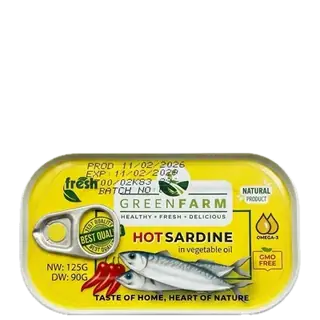 PROD 11/02/2026
EXP: 11/02/2029
BATCH NO
fresh
GREENFARM
HEALTHY • FRESH • DELICIOUS
NATURAL
PRODUCT
BEST QUALITY
HOT SARDINE
in vegetable oil
OMEGA-3
GMO
FREE
NW: 125G
DW: 90G
TASTE OF HOME, HEART OF NATURE